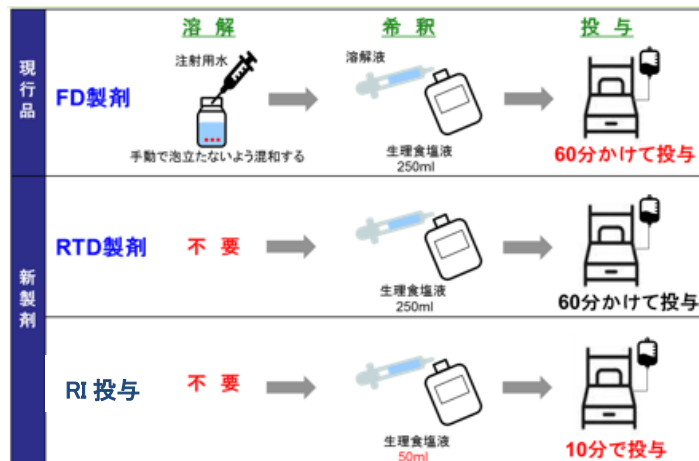 溶 解
希 釈
投 与
現行品
FD製剤
注射用水
手動で泡立たないよう混和する
溶解液
生理食塩液
250ml
60分かけて投与
新製剤
RTD製剤
不 要
生理食塩液
250ml
60分かけて投与
RI 投与
不 要
生理食塩液
50ml
10分で投与